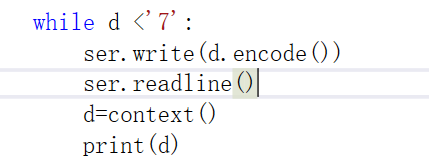 while d <'7':
    ser.write(d.encode())
    ser.readline()
    d=context()
    print(d)